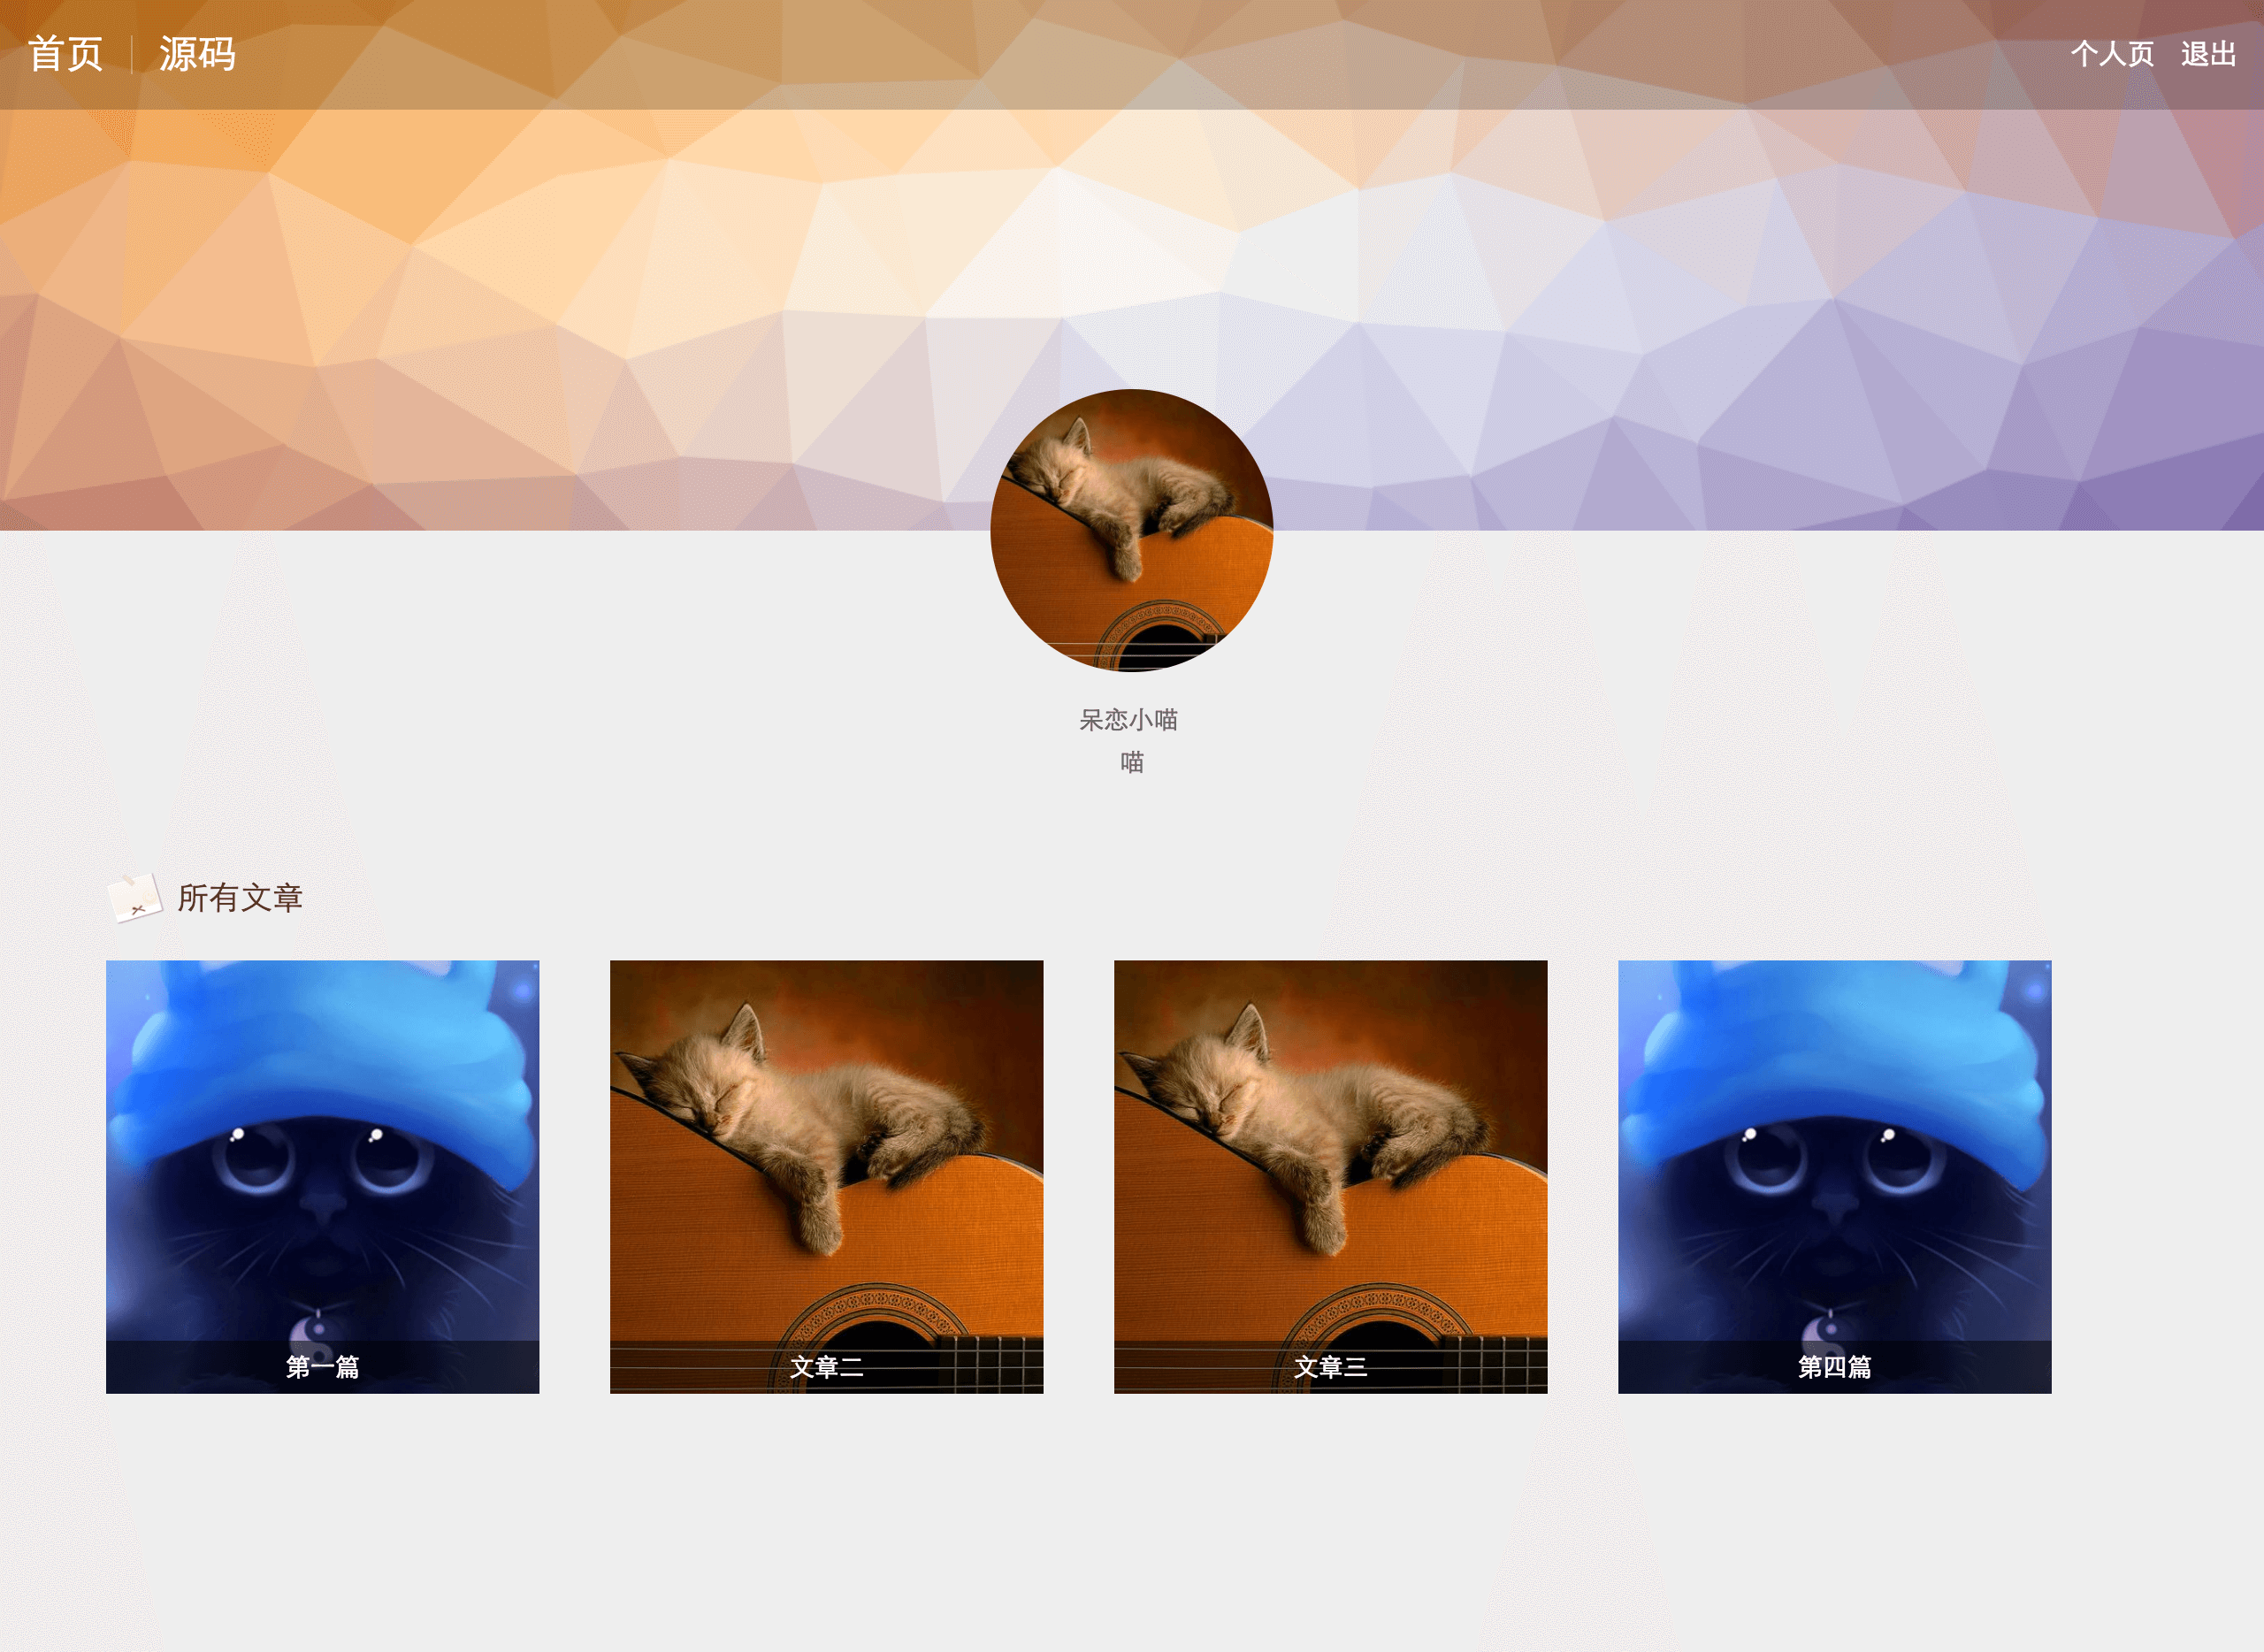 首页 源码 个人页 退出
呆恋小喵
喵
所有文章
第一篇 文章二 文章三 第四篇